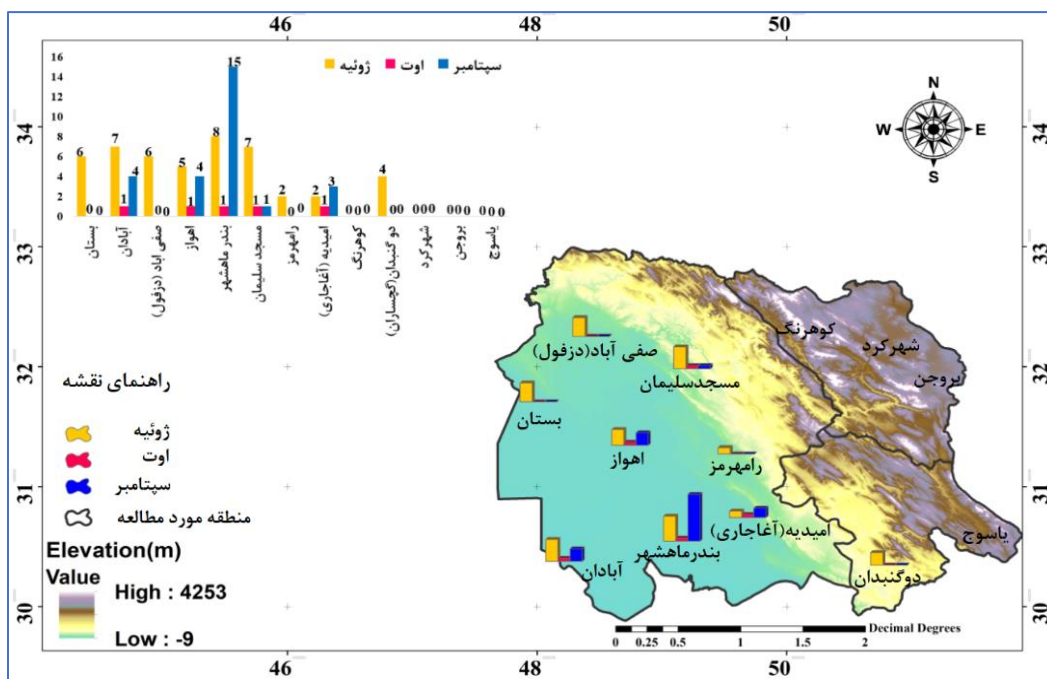 46 48 50
16
14
12
10
8
6
4
2
0
ژوئیه اوت سپتامبر
6 0 0
7 1 4
6 0 0
5 1 4
8 1 15
7 1 1
2 0 0
2 1 3
0 0 0
4 0 0
0 0 0
0 0 0
0 0 0
بستان
آبادان
صفی اباد (دزفول)
اهواز
بندر ماهشهر
مسجد سلیمان
رامهرمز
امیدیه (آغاجاری)
کوهرنگ
دو گنبدان(گچساران)
شهرکرد
بروجن
یاسوج
N
W E
S
34 34
33 33
32 32
31 31
30 30
کوهرنگ
شهرکرد
بروجن
صفی آباد(دزفول)
مسجدسلیمان
بستان
اهواز
رامهرمز
امیدیه(آغاجاری)
بندرماهشهر
یاسوج
آبادان
دوگنبدان
راهنمای نقشه
ژوئیه
اوت
سپتامبر
منطقه مورد مطالعه
Elevation(m)
Value
High : 4253
Low : -9
Decimal Degrees
0 0.25 0.5 1 1.5 2
46 48 50